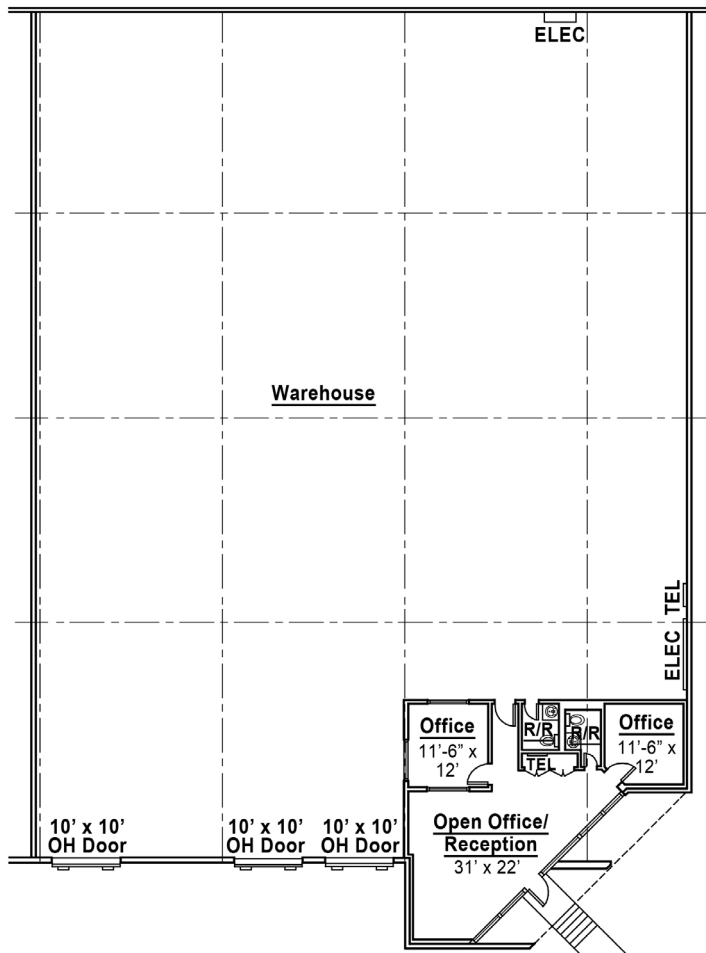 ELEC
Warehouse
TEL
ELEC
Office
11'-6” x
12'
R/R
R/R
TEL
Office
11'-6” x
12'
10’ x 10’
OH Door
10’ x 10’
OH Door
10’ x 10’
OH Door
Open Office/
Reception
31’ x 22’